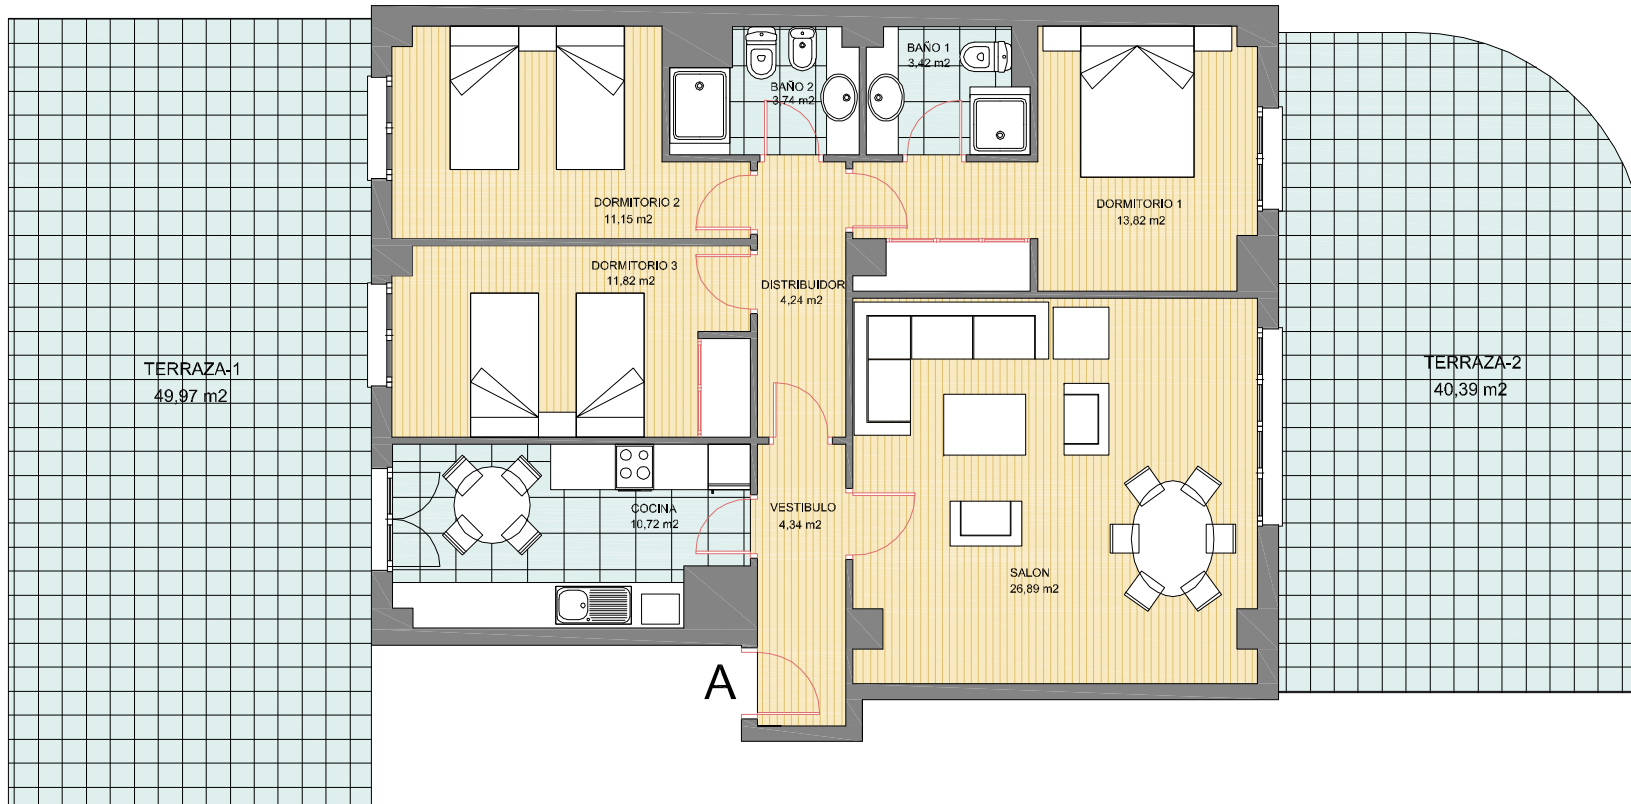 BAÑO 1
3,42 m2
BAÑO 2
3,74 m2
DORMITORIO 2
11,15 m2
DORMITORIO 1
13,82 m2
DORMITORIO 3
11,82 m2
DISTRIBUIDOR
4,24 m2
TERRAZA-1
49,97 m2
TERRAZA-2
40,39 m2
COCINA
10,72 m2
VESTIBULO
4,34 m2
SALON
26,89 m2
A